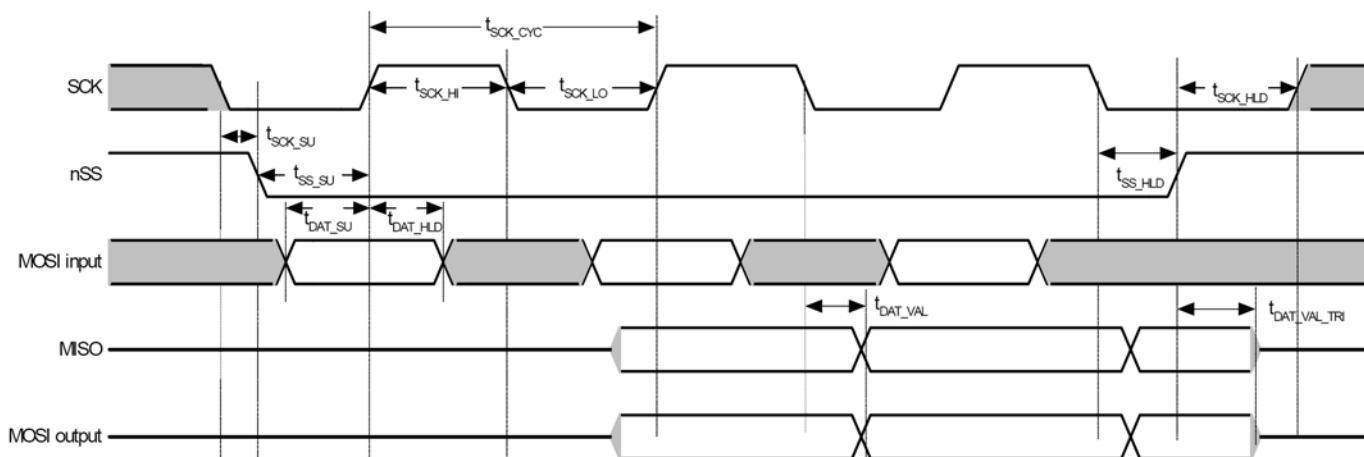 tSCK_CYC
SCK
tSCK_HI
tSCK_LO
tSCK_HLD
tSCK_SU
nSS
tSS_SU
tSS_HLD
tDAT_SU
tDAT_HLD
MOSI input
tDAT_VAL
tDAT_VAL_TRI
MISO
MOSI output